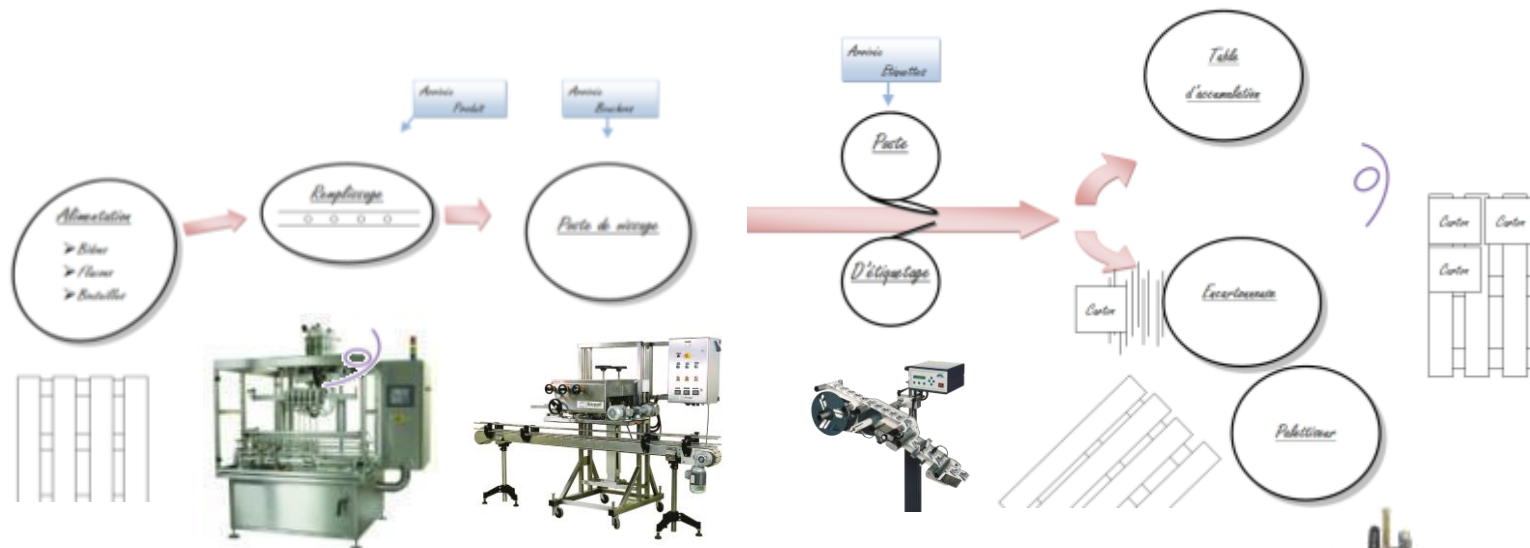 Arrivée
Produit
Arrivée
Bouchons
Alimentation
➢ Bidons
➢ Flacons
➢ Bouteilles
Remplissage
Poste de vissage
Arrivée
Etiquettes
Poste
D'étiquetage
Table
d'accumulation
Carton
Encartonneuse
Palettiseur
Carton
Carton
Carton